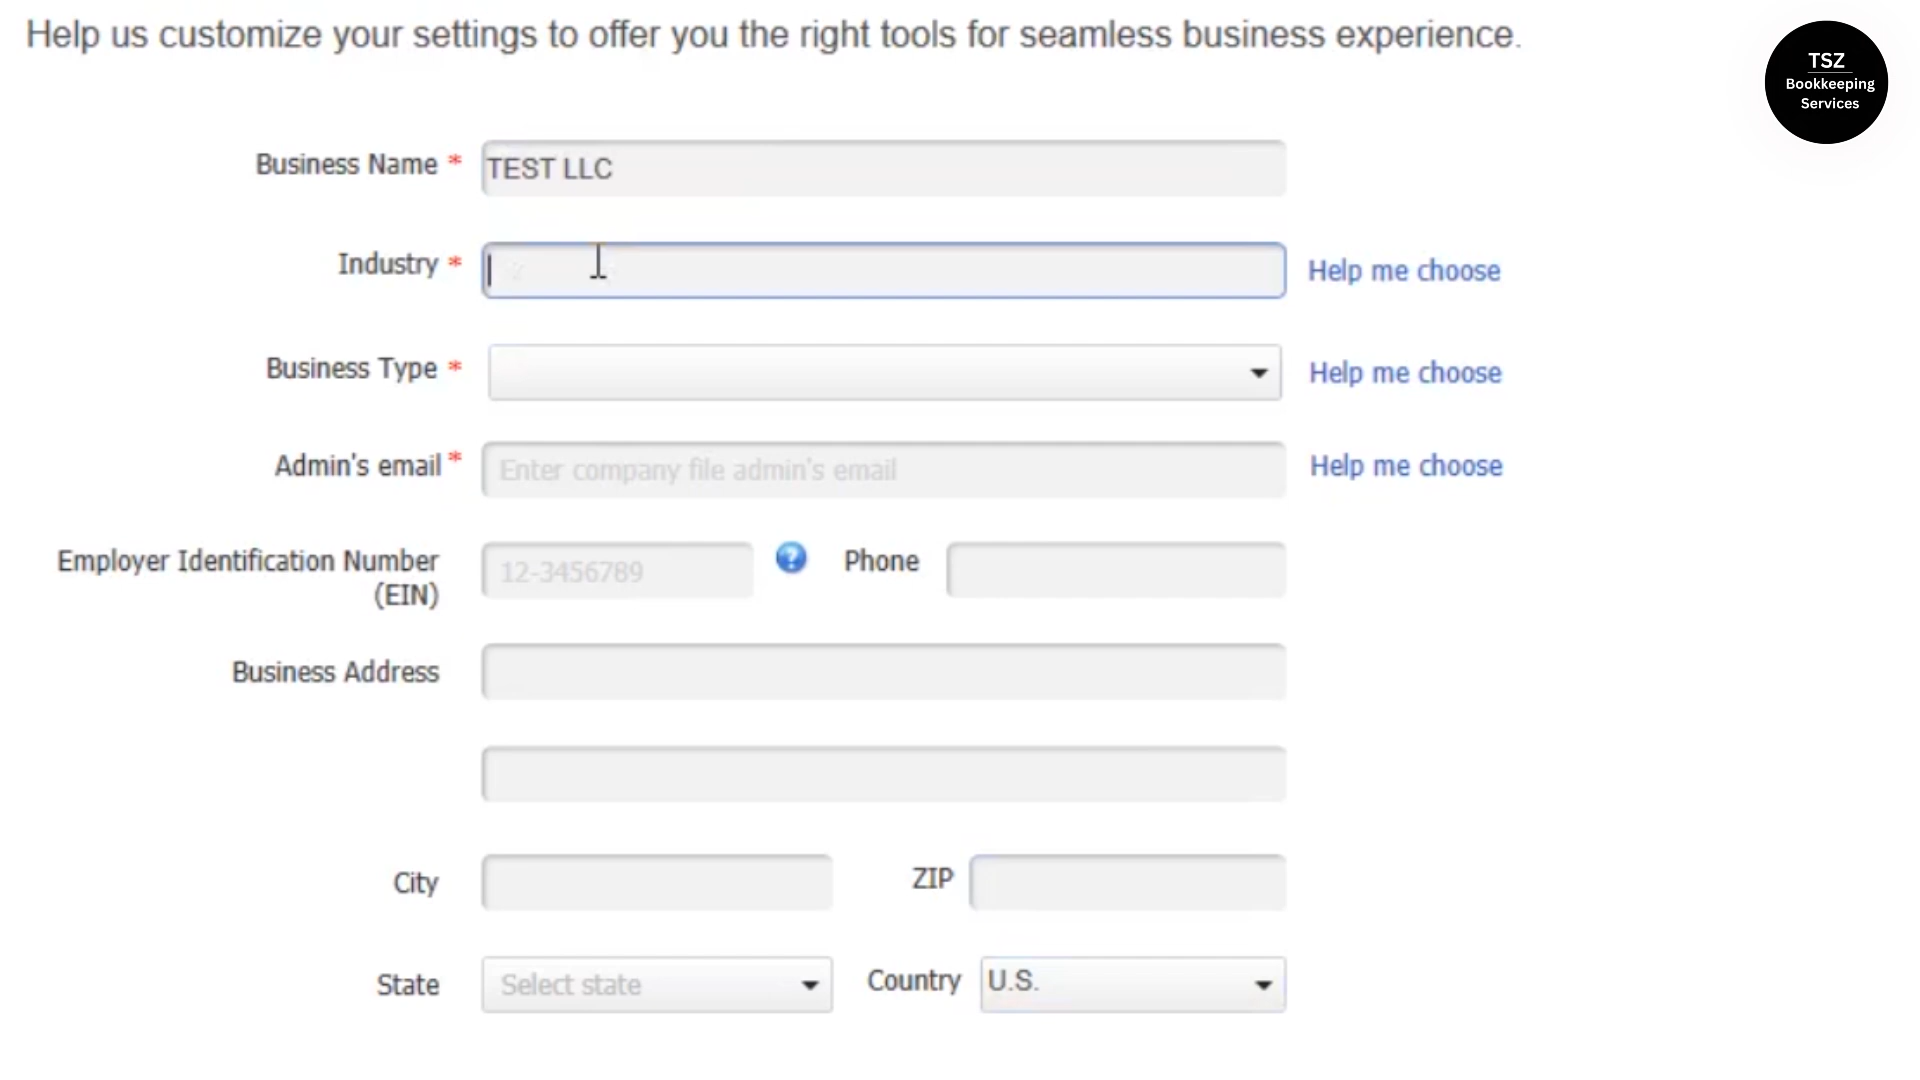 Help us customize your settings to offer you the right tools for seamless business experience.
TSZ
Bookkeeping
Services
Business Name *
TEST LLC
Industry *
Help me choose
Business Type *
Help me choose
Admin's email *
Enter company file admin's email
Help me choose
Employer Identification Number
(EIN)
12-3456789
?
Phone
Business Address
City
ZIP
State
Select state
Country
U.S.